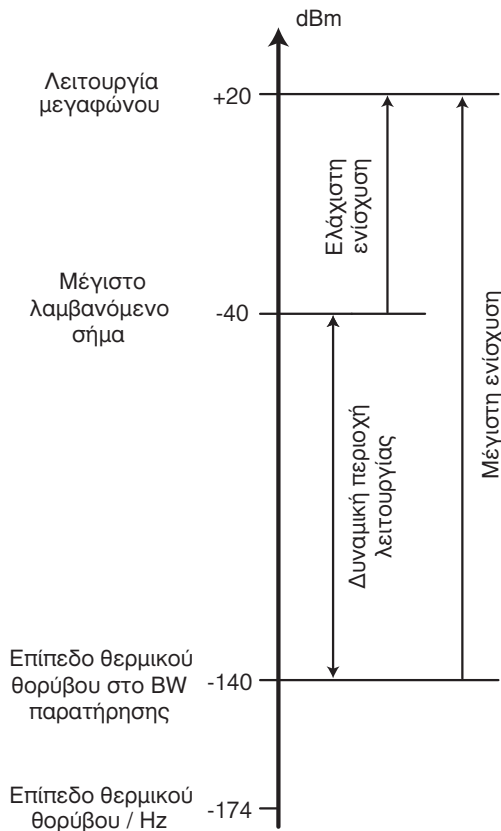 dBm
Λειτουργία
μεγαφώνου
+20
Ελάχιστη
ενίσχυση
Μέγιστο
λαμβανόμενο
σήμα
-40
Μέγιστη ενίσχυση
Δυναμική περιοχή
λειτουργίας
Επίπεδο θερμικού
θορύβου στο BW
παρατήρησης
-140
Επίπεδο θερμικού
θορύβου / Hz
-174